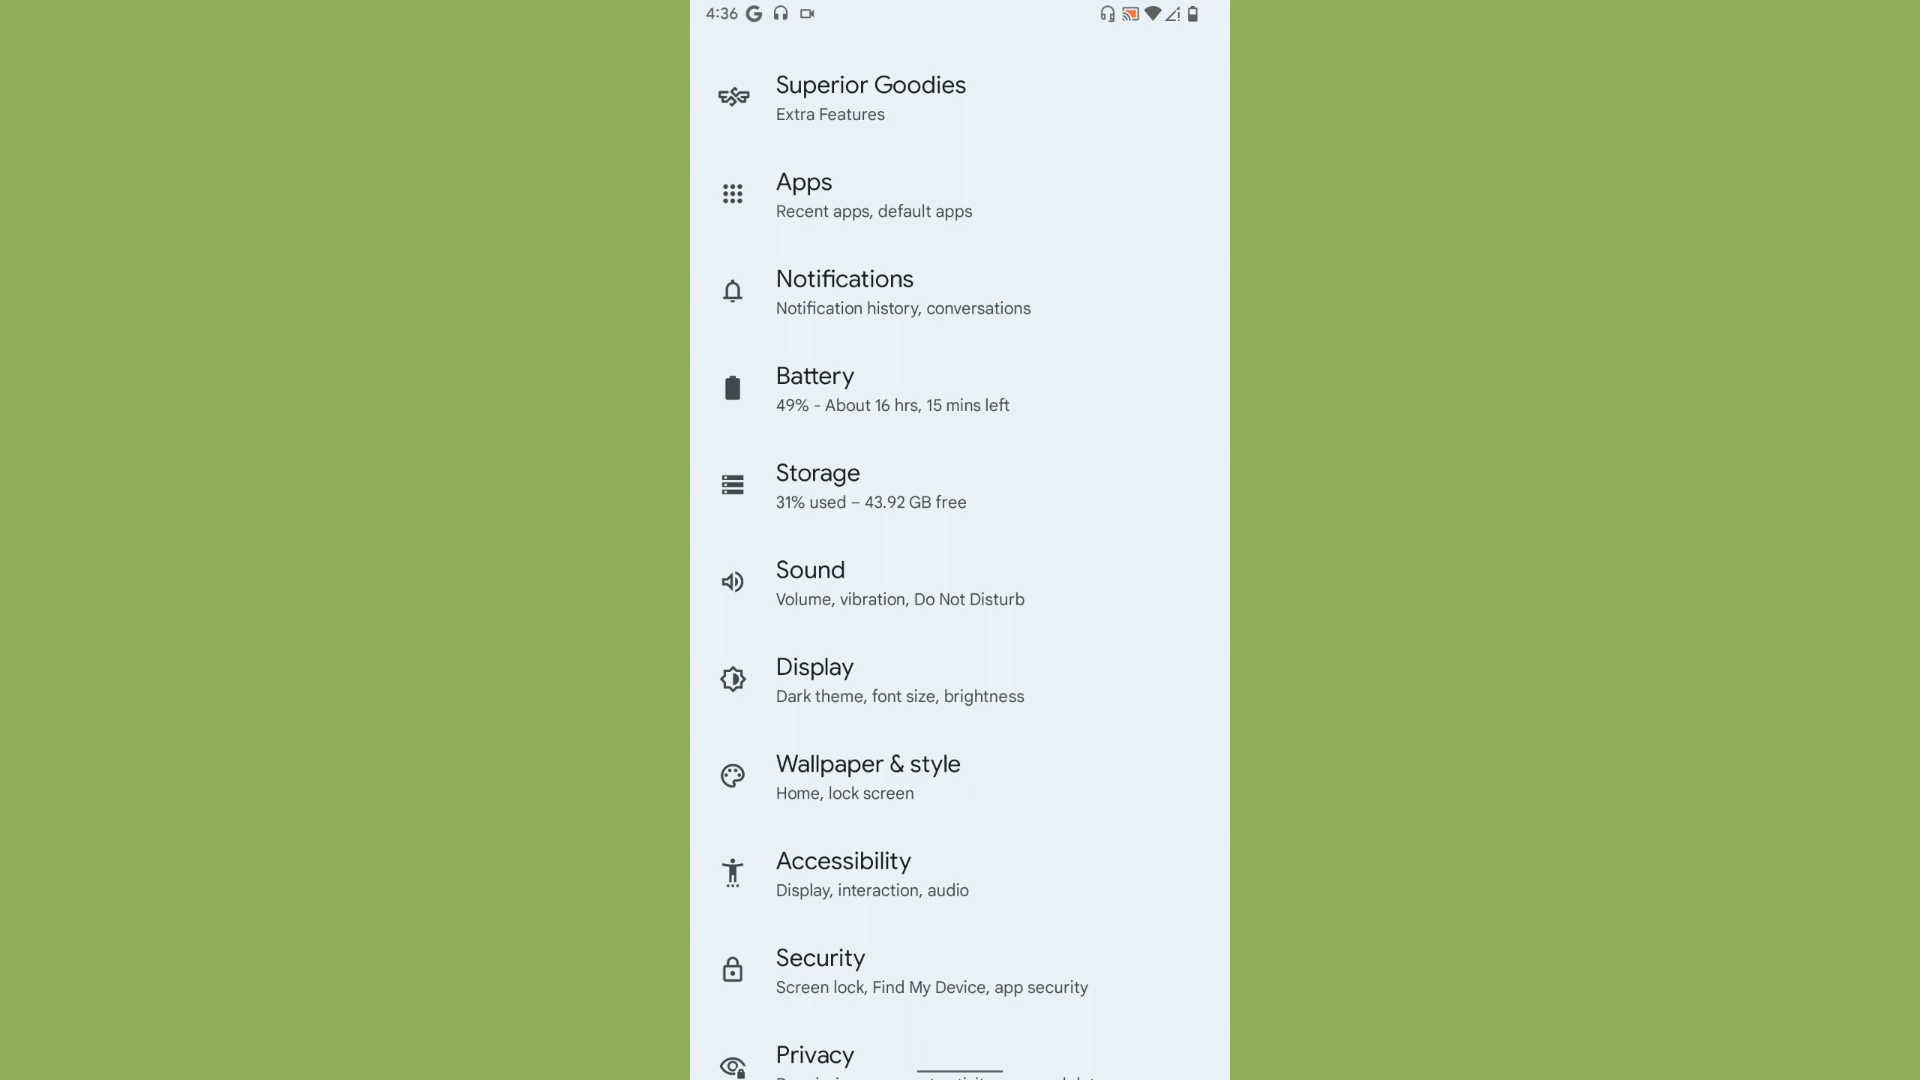 4:36
Superior Goodies
Extra Features
Apps
Recent apps, default apps
Notifications
Notification history, conversations
Battery
49% - About 16 hrs, 15 mins left
Storage
31% used – 43.92 GB free
Sound
Volume, vibration, Do Not Disturb
Display
Dark theme, font size, brightness
Wallpaper & style
Home, lock screen
Accessibility
Display, interaction, audio
Security
Screen lock, Find My Device, app security
Privacy